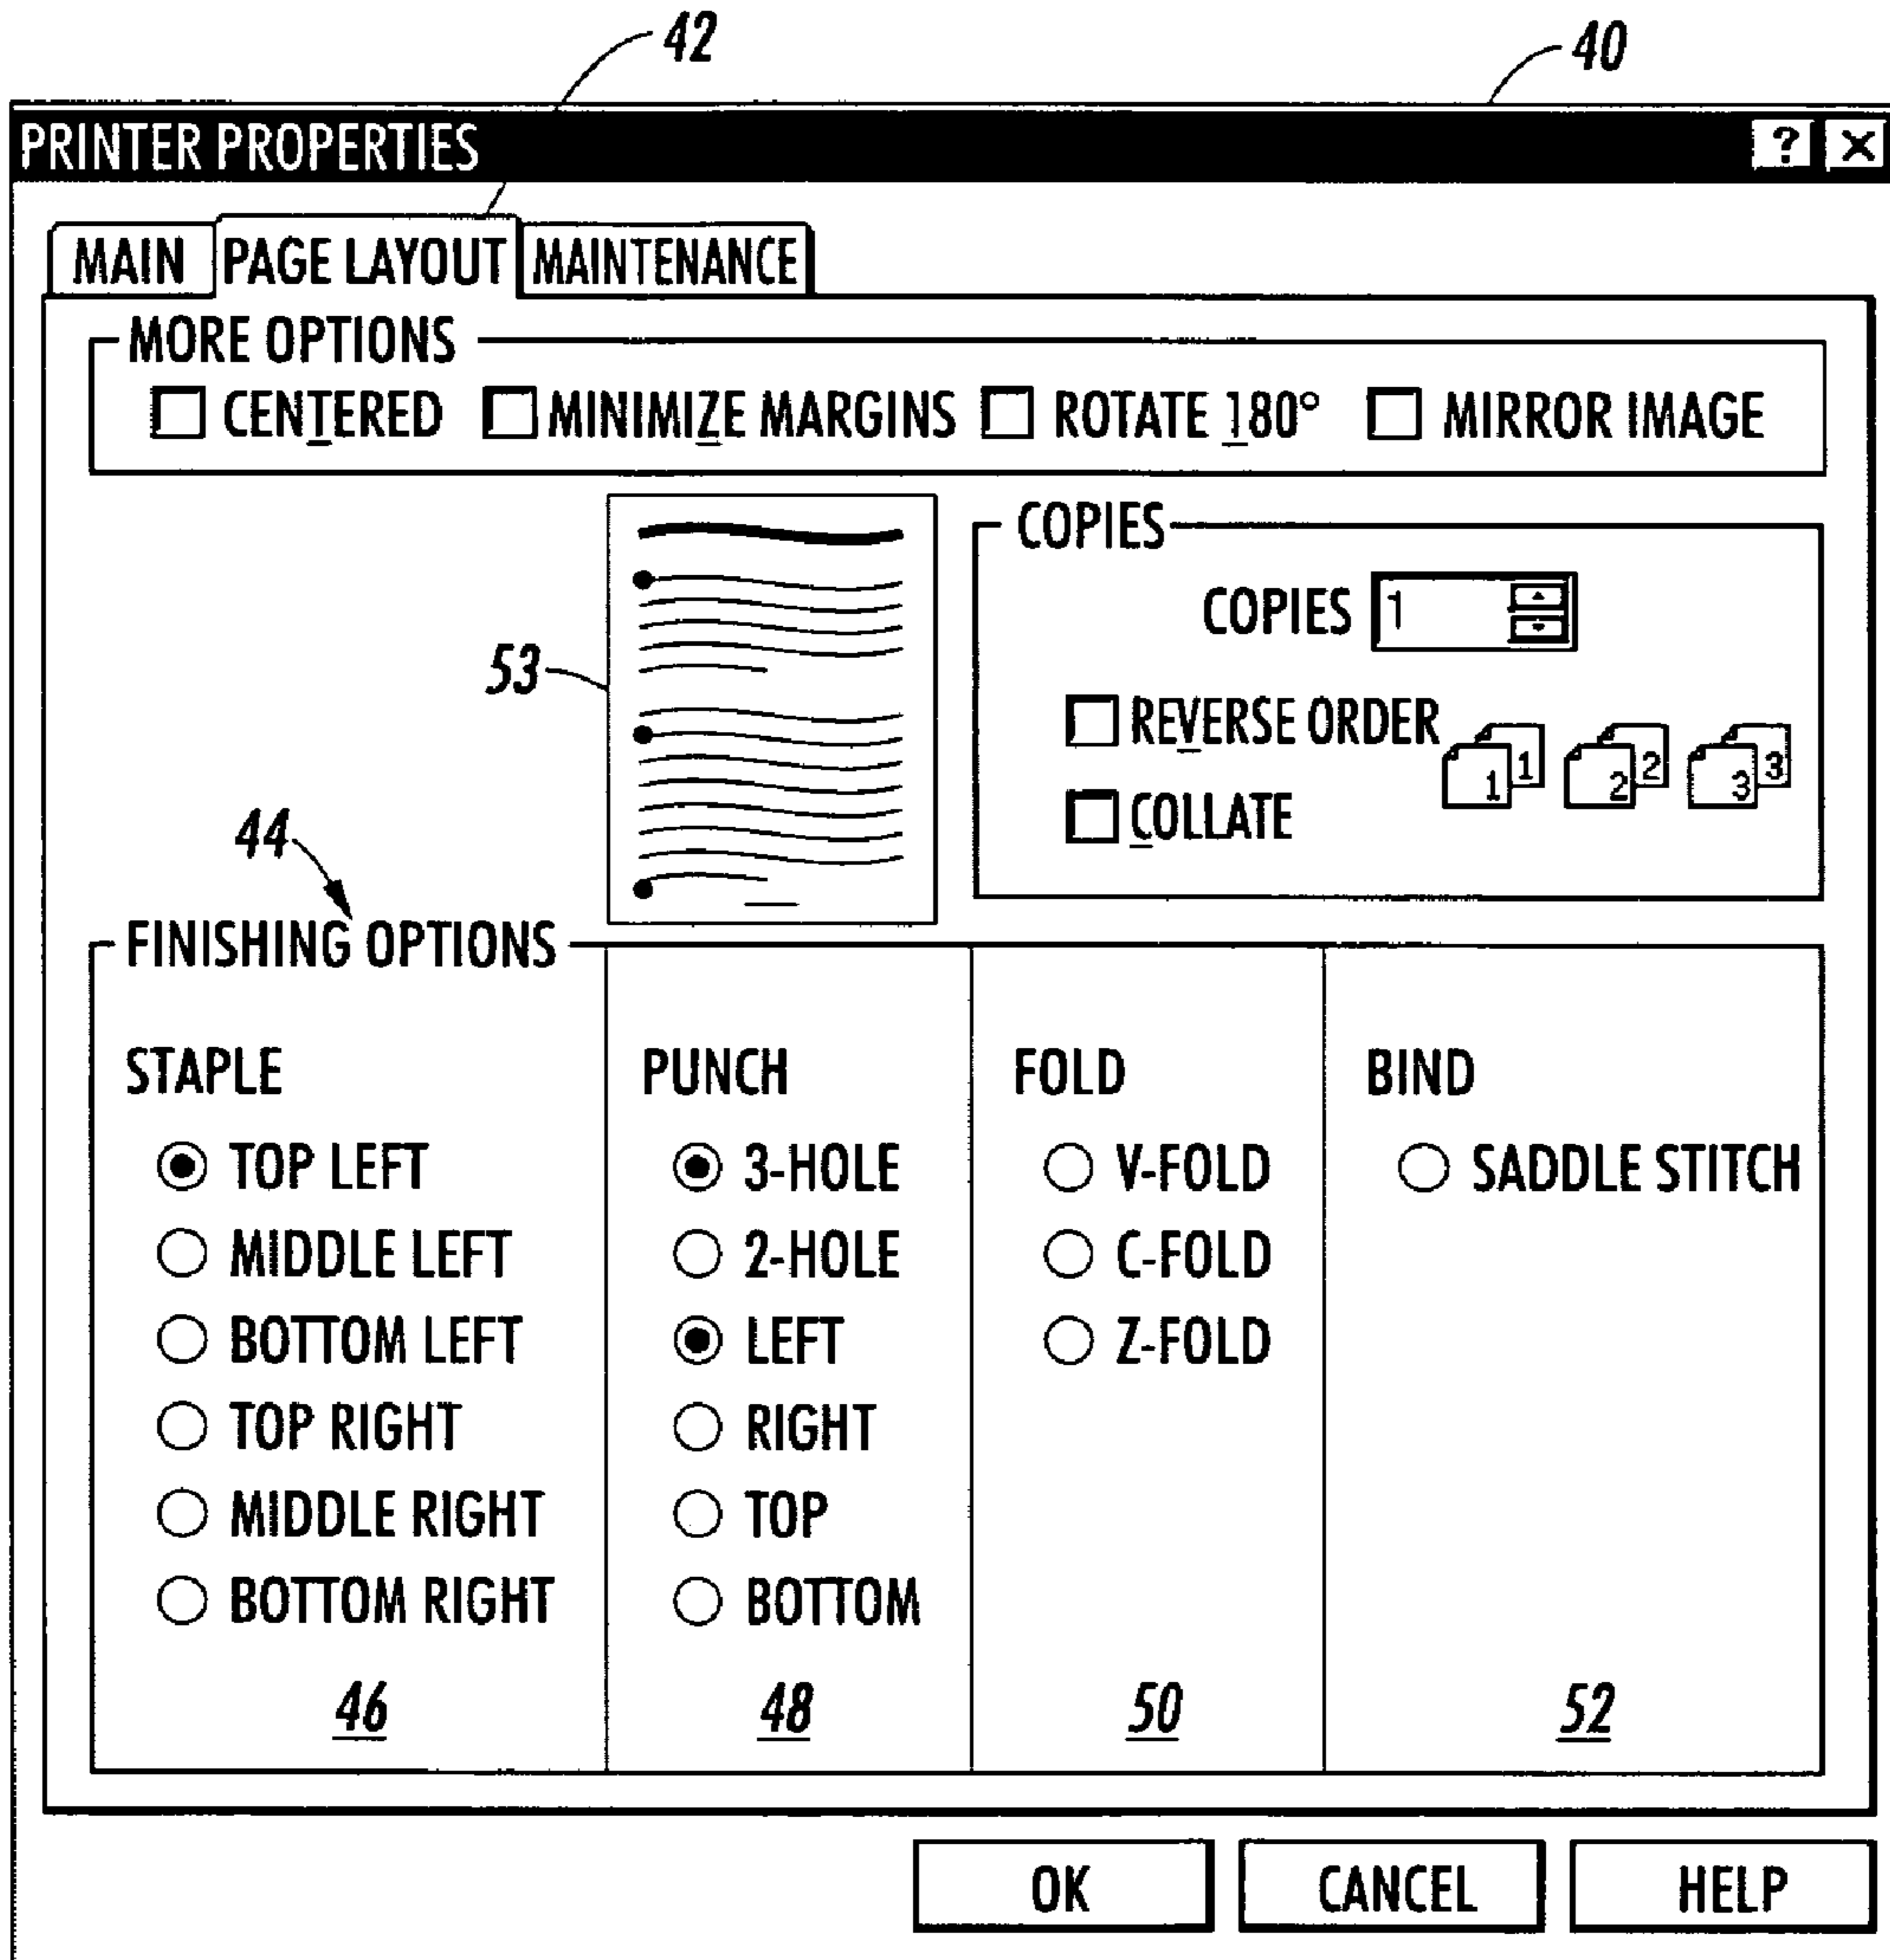 42
40
PRINTER PROPERTIES ? X
MAIN PAGE LAYOUT MAINTENANCE
MORE OPTIONS
CENTERED MINIMIZE MARGINS ROTATE 180° MIRROR IMAGE
COPIES
COPIES 1
53
REVERSE ORDER
COLLATE
1 1 2 2 3 3
44
FINISHING OPTIONS
STAPLE
TOP LEFT
MIDDLE LEFT
BOTTOM LEFT
TOP RIGHT
MIDDLE RIGHT
BOTTOM RIGHT
46
PUNCH
3-HOLE
2-HOLE
LEFT
RIGHT
TOP
BOTTOM
48
FOLD
V-FOLD
C-FOLD
Z-FOLD
50
BIND
SADDLE STITCH
52
OK CANCEL HELP